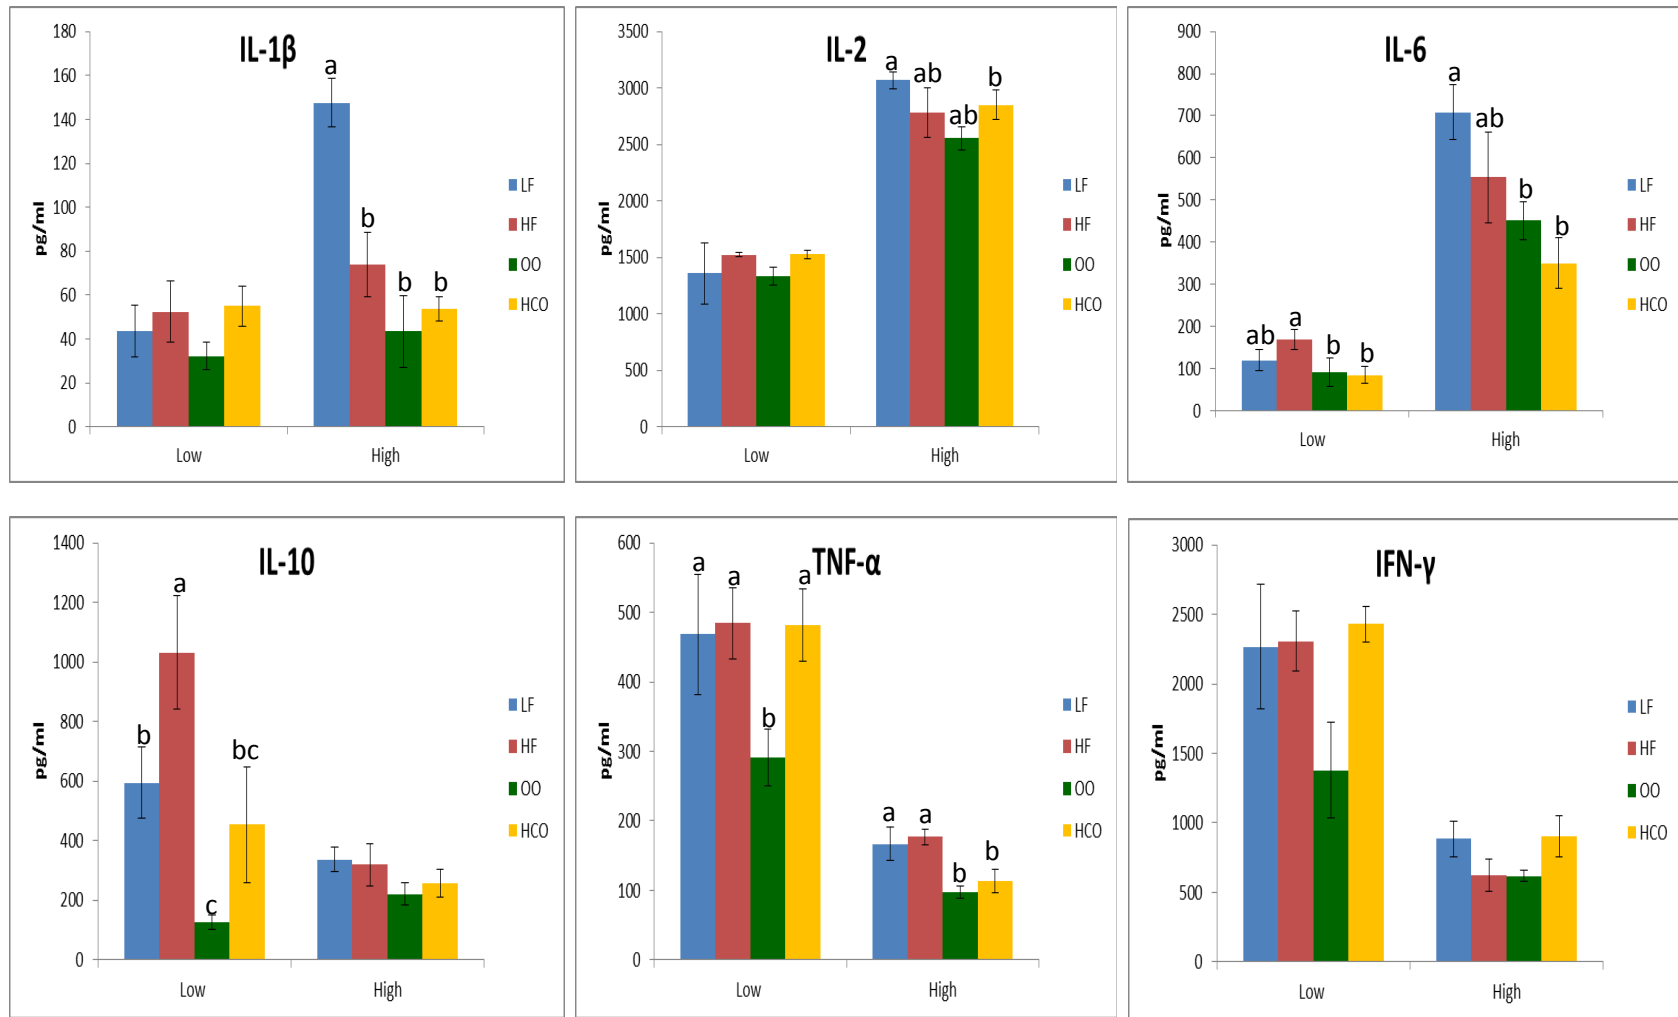 IL-1β
180
160
140
120
100
80
60
40
20
0
pg/ml
a
b
b
b
Low
High
LF
HF
OO
HCO
IL-2
3500
3000
2500
2000
1500
1000
500
0
pg/ml
a
ab
ab
b
Low
High
LF
HF
OO
HCO
IL-6
900
800
700
600
500
400
300
200
100
0
pg/ml
ab
a
b
b
a
ab
b
b
Low
High
LF
HF
OO
HCO
IL-10
1400
1200
1000
800
600
400
200
0
pg/ml
b
a
c
bc
Low
High
LF
HF
OO
HCO
TNF-α
600
500
400
300
200
100
0
pg/ml
a
a
b
a
a
a
b
b
Low
High
LF
HF
OO
HCO
IFN-γ
3000
2500
2000
1500
1000
500
0
pg/ml
Low
High
LF
HF
OO
HCO